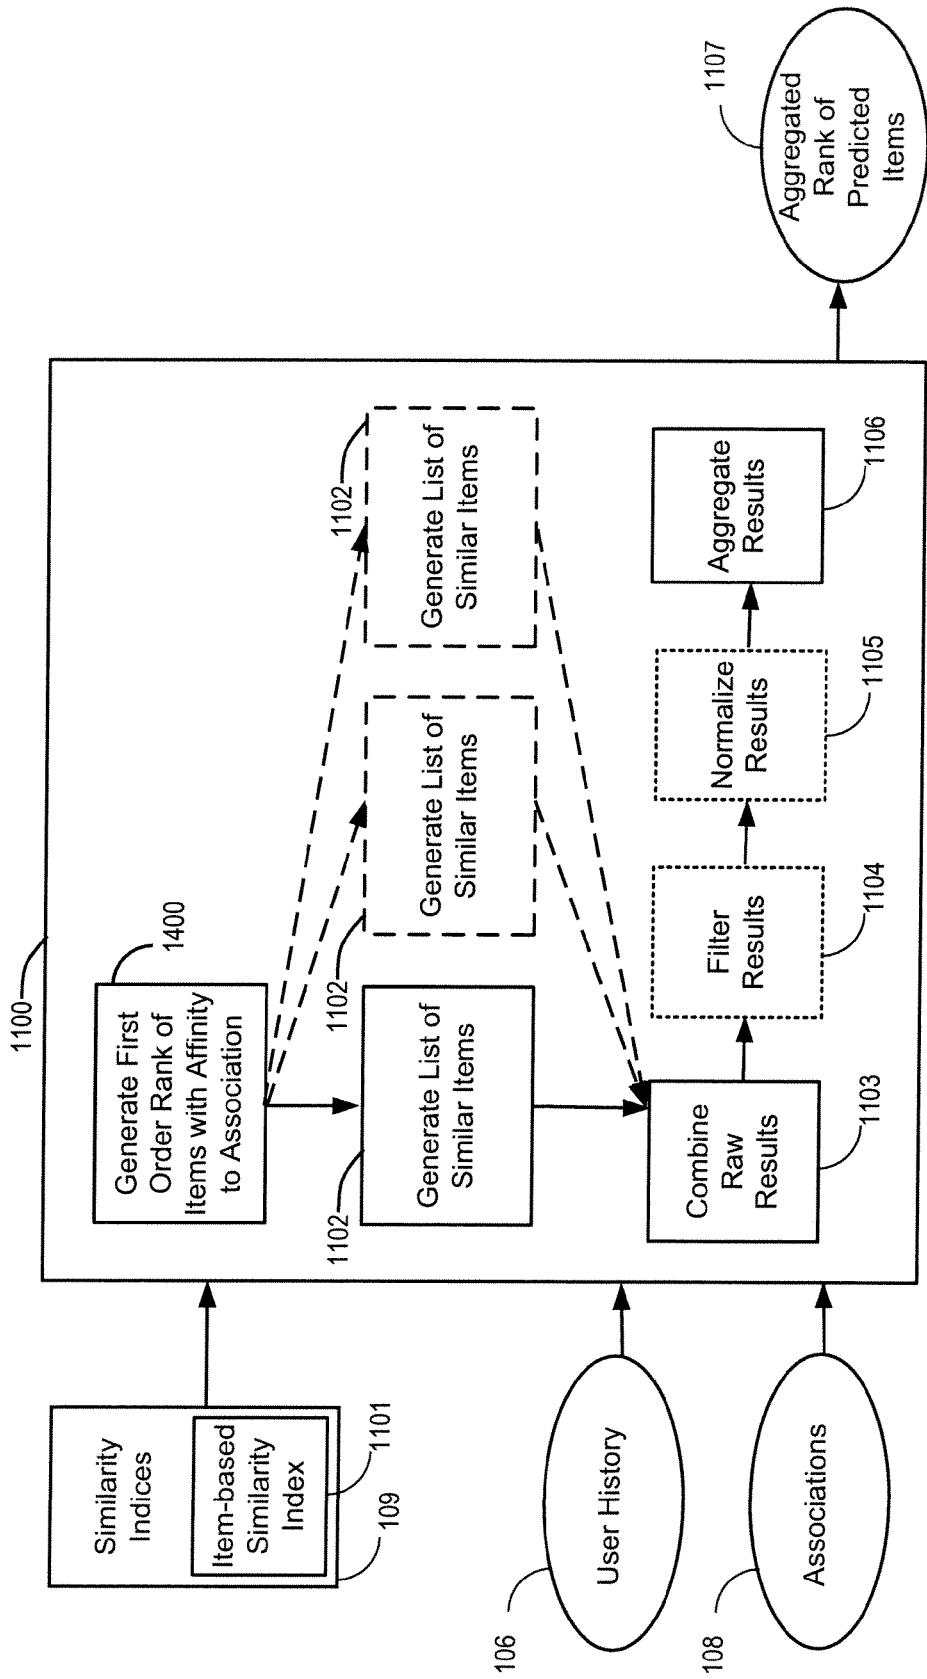 1100
Similarity
Indices
Item-based
Similarity
Index
1101
109
User History
106
Associations
108
Generate First
Order Rank of
Items with Affinity
to Association
1400
Generate List of
Similar Items
1102
Generate List of
Similar Items
1102
Generate List of
Similar Items
1102
Combine
Raw
Results
1103
Filter
Results
1104
Normalize
Results
1105
Aggregate
Results
1106
Aggregated
Rank of
Predicted
Items
1107